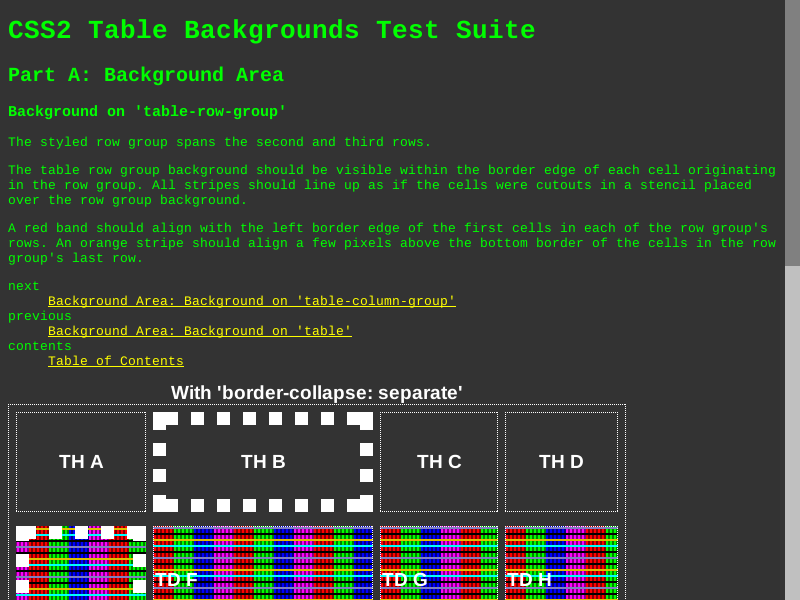 CSS2 Table Backgrounds Test Suite
Part A: Background Area
Background on 'table-row-group'
The styled row group spans the second and third rows.
The table row group background should be visible within the border edge of each cell originating
in the row group. All stripes should line up as if the cells were cutouts in a stencil placed
over the row group background.
A red band should align with the left border edge of the first cells in each of the row group's
rows. An orange stripe should align a few pixels above the bottom border of the cells in the row
group's last row.
next
Background Area: Background on 'table-column-group'
previous
Background Area: Background on 'table'
contents
Table of Contents
With 'border-collapse: separate'
TH A TH B TH C TH D
TD F TD G TD H